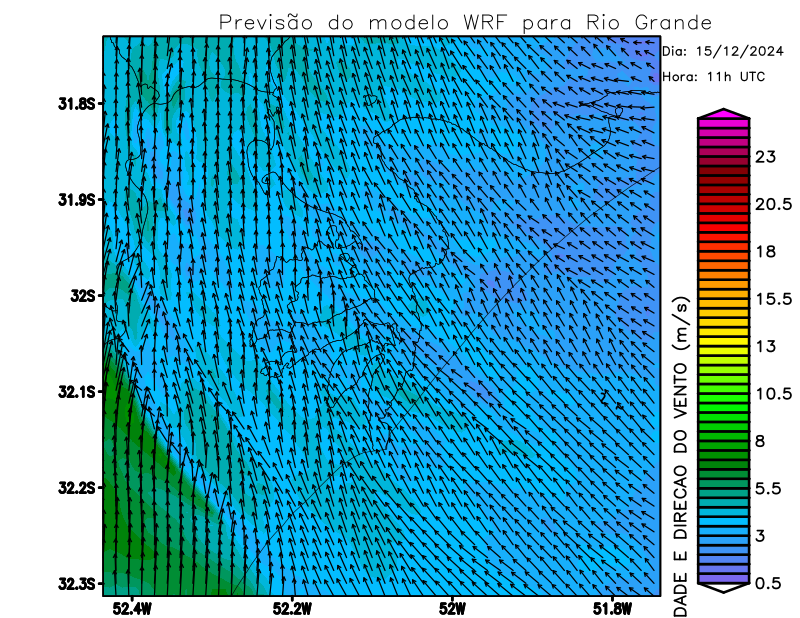 Previsão do modelo WRF para Rio Grande
Dia: 15/12/2024
Hora: 11h UTC
31.8S
31.9S
32S
32.1S
32.2S
32.3S
52.4W
52.2W
52W
51.8W
23
20.5
18
15.5
13
10.5
8
5.5
3
0.5
DADE E DIRECAO DO VENTO (m/s)